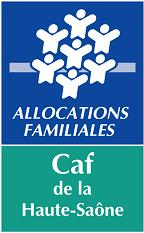 ALLOCATIONS
FAMILIALES
Caf
de la
Haute-Saône